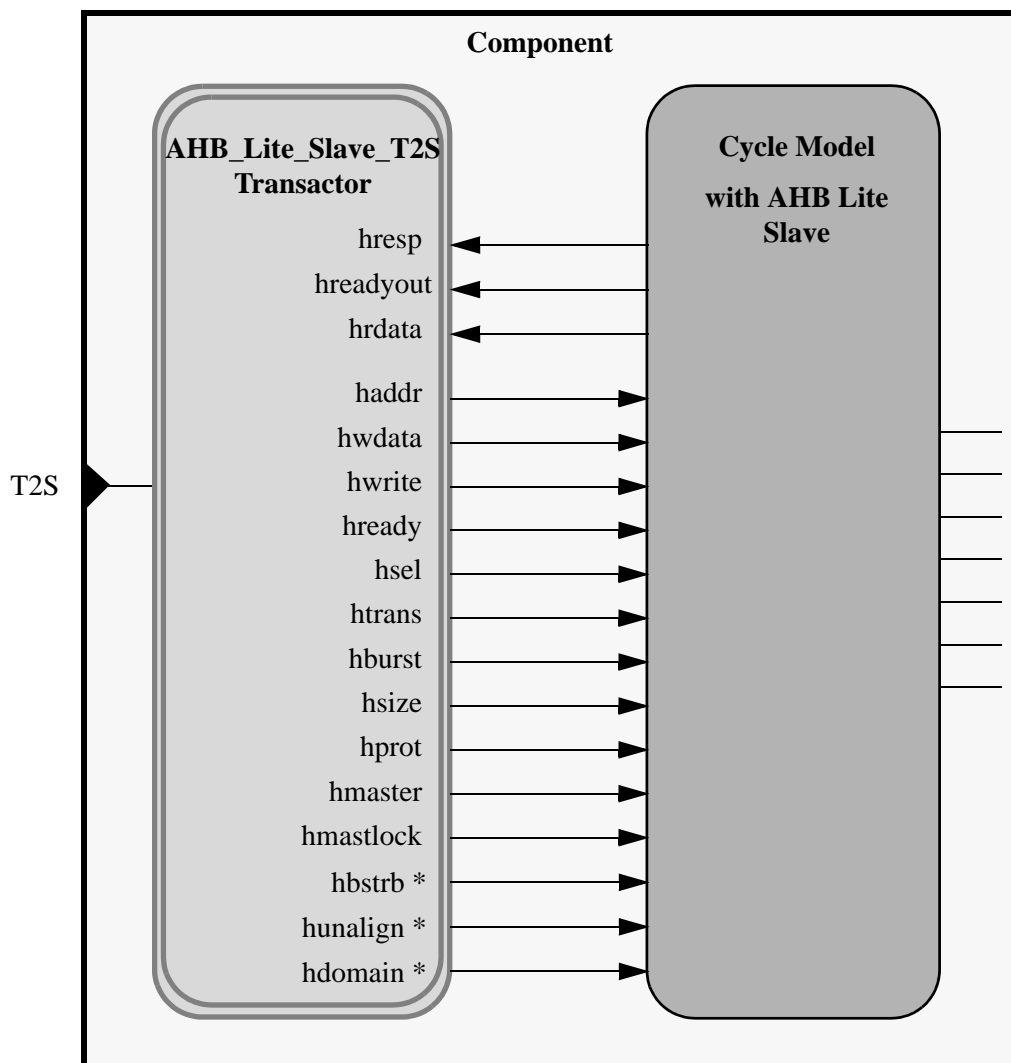 Component
AHB_Lite_Slave_T2S
Transactor
hresp
hreadyout
hrdata
haddr
hwdata
hwrite
hready
hsel
htrans
hburst
hsize
hprot
hmaster
hmastlock
hbstrb *
hunalign *
hdomain *
T2S
Cycle Model
with AHB Lite
Slave